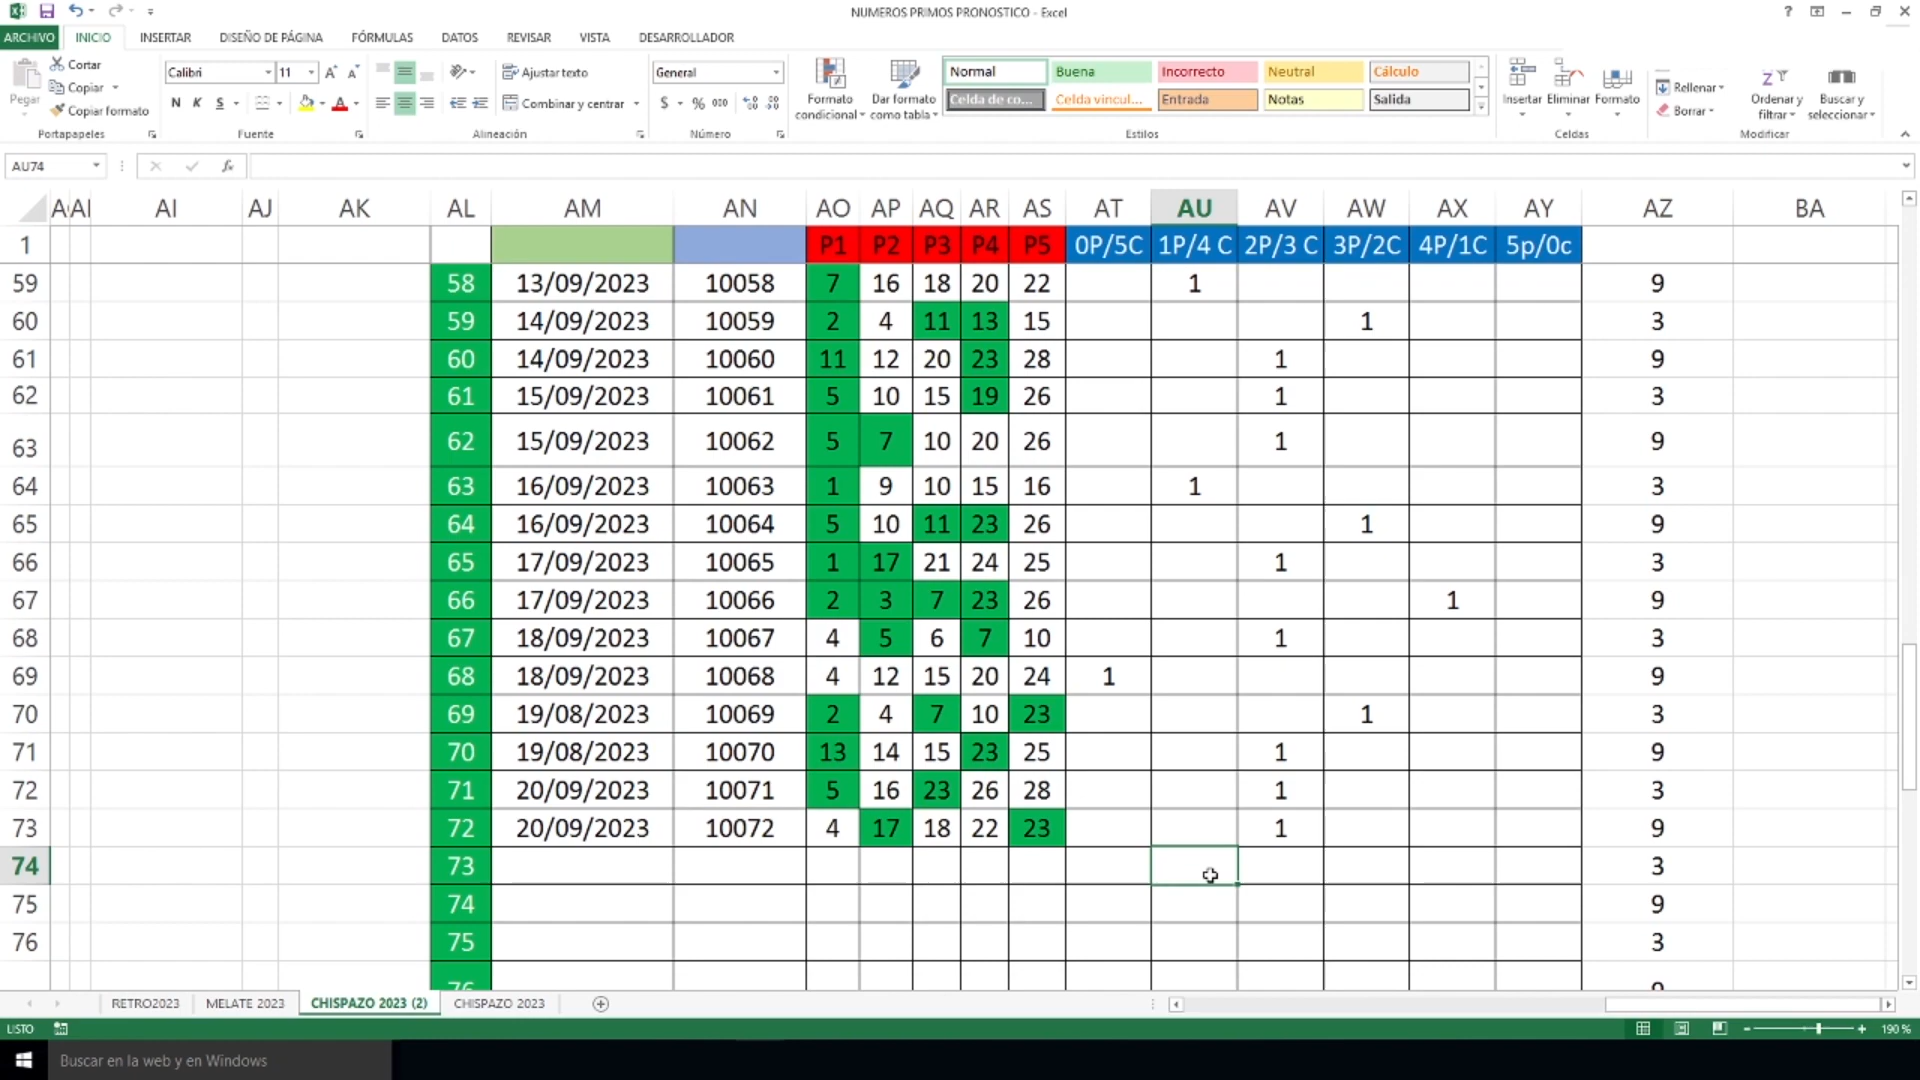 NUMEROS PRIMOS PRONOSTICO - Excel
ARCHIVO INICIO INSERTAR DISEÑO DE PÁGINA FÓRMULAS DATOS REVISAR VISTA DESARROLLADOR
Pegar
Cortar
Copiar
Copiar formato
Portapapeles
Calibri 11
N K S
Fuente
Ajustar texto
Combinar y centrar
Alineación
General
$ % 000
Número
Formato condicional
Dar formato como tabla
Normal Buena Incorrecto Neutral Cálculo
Celda de co... Celda vincul... Entrada Notas Salida
Estilos
Insertar Eliminar Formato
Celdas
Rellenar
Borrar
Ordenar y filtrar
Buscar y seleccionar
Modificar
AU74
AI AJ AK AL AM AN AO AP AQ AR AS AT AU AV AW AX AY AZ BA
1 P1 P2 P3 P4 P5 0P/5C 1P/4 C 2P/3 C 3P/2C 4P/1C 5p/0c
59 58 13/09/2023 10058 7 16 18 20 22 1 9
60 59 14/09/2023 10059 2 4 11 13 15 1 3
61 60 14/09/2023 10060 11 12 20 23 28 1 9
62 61 15/09/2023 10061 5 10 15 19 26 1 3
63 62 15/09/2023 10062 5 7 10 20 26 1 9
64 63 16/09/2023 10063 1 9 10 15 16 1 3
65 64 16/09/2023 10064 5 10 11 23 26 1 9
66 65 17/09/2023 10065 1 17 21 24 25 1 3
67 66 17/09/2023 10066 2 3 7 23 26 1 9
68 67 18/09/2023 10067 4 5 6 7 10 1 3
69 68 18/09/2023 10068 4 12 15 20 24 1 9
70 69 19/08/2023 10069 2 4 7 10 23 1 3
71 70 19/08/2023 10070 13 14 15 23 25 1 9
72 71 20/09/2023 10071 5 16 23 26 28 1 3
73 72 20/09/2023 10072 4 17 18 22 23 1 9
74 73 3
75 74 9
76 75 3
RETRO2023 MELATE 2023 CHISPAZO 2023 (2) CHISPAZO 2023
LISTO 190 %
Buscar en la web y en Windows